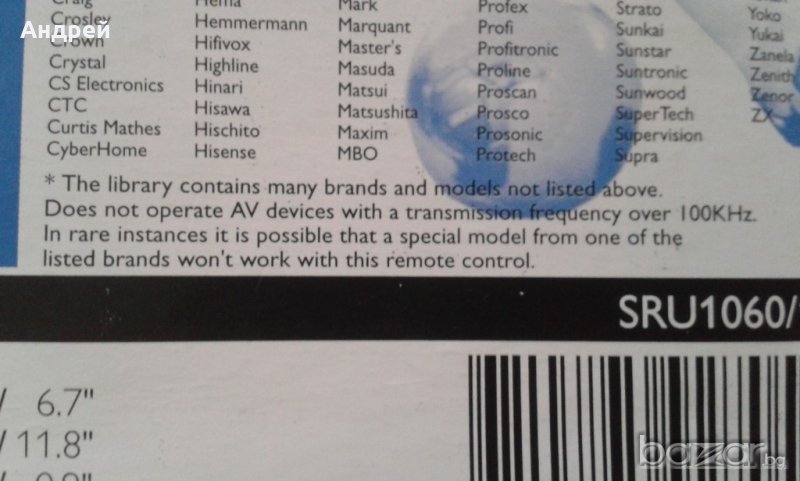 Craig Hema Mark Profex Strato Yoko
Crosley Hemmermann Marquant Profi Sunkai Yukai
Crown Hifivox Master's Profitronic Sunstar Zanela
Crystal Highline Masuda Proline Suntronic Zenith
CS Electronics Hinari Matsui Proscan Sunwood Zenor
CTC Hisawa Matsushita Prosco SuperTech ZX
Curtis Mathes Hischito Maxim Prosonic Supervision
CyberHome Hisense MBO Protech Supra
Андрей
* The library contains many brands and models not listed above.
Does not operate AV devices with a transmission frequency over 100KHz.
In rare instances it is possible that a special model from one of the
listed brands won't work with this remote control.
SRU1060/
/ 6.7"
/ 11.8"
bazar.bg